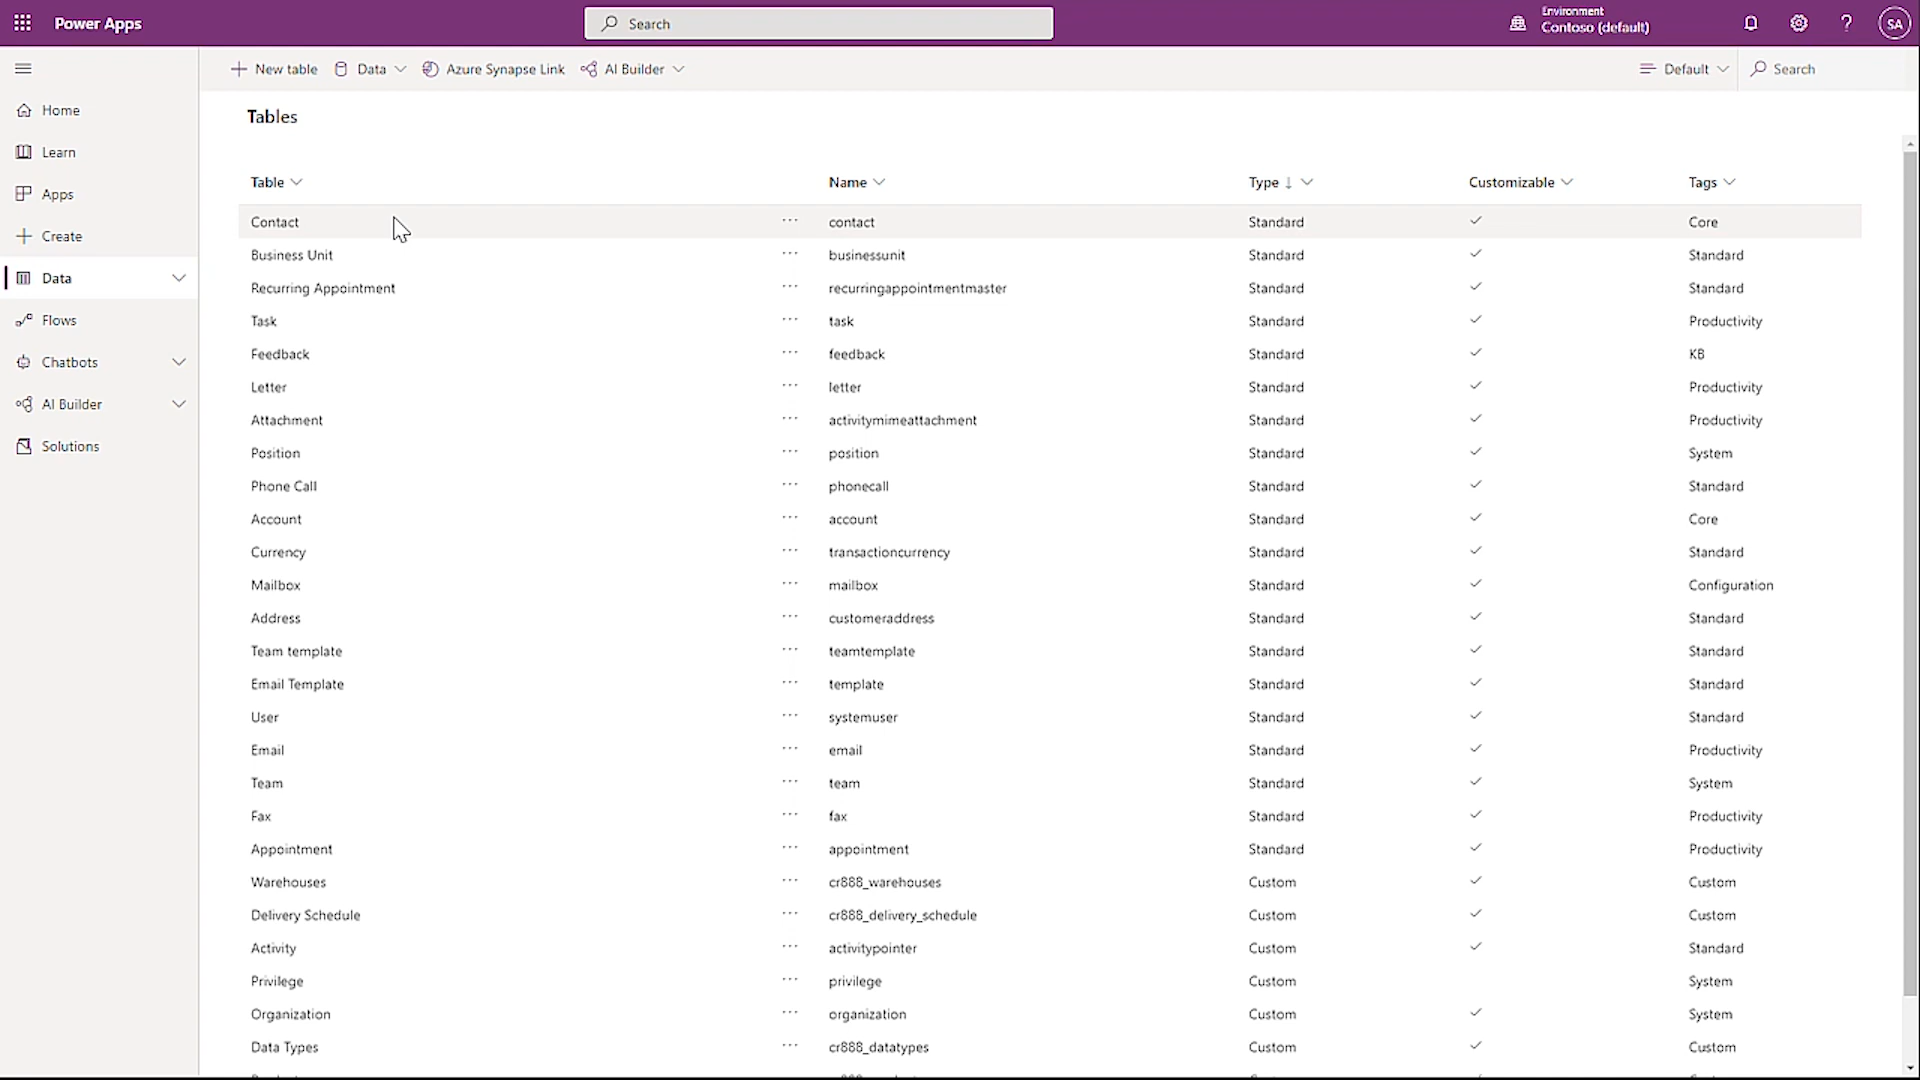 Power Apps
Search
Environment
Contoso (default)
?
SA
New table
Data
Azure Synapse Link
AI Builder
Default
Search
Home
Learn
Apps
Create
Data
Flows
Chatbots
AI Builder
Solutions
Tables
Table Name Type ↓ Customizable Tags
Contact ··· contact Standard ✓ Core
Business Unit ··· businessunit Standard ✓ Standard
Recurring Appointment ··· recurringappointmentmaster Standard ✓ Standard
Task ··· task Standard ✓ Productivity
Feedback ··· feedback Standard ✓ KB
Letter ··· letter Standard ✓ Productivity
Attachment ··· activitymimeattachment Standard ✓ Productivity
Position ··· position Standard ✓ System
Phone Call ··· phonecall Standard ✓ Standard
Account ··· account Standard ✓ Core
Currency ··· transactioncurrency Standard ✓ Standard
Mailbox ··· mailbox Standard ✓ Configuration
Address ··· customeraddress Standard ✓ Standard
Team template ··· teamtemplate Standard ✓ Standard
Email Template ··· template Standard ✓ Standard
User ··· systemuser Standard ✓ Standard
Email ··· email Standard ✓ Productivity
Team ··· team Standard ✓ System
Fax ··· fax Standard ✓ Productivity
Appointment ··· appointment Standard ✓ Productivity
Warehouses ··· cr888_warehouses Custom ✓ Custom
Delivery Schedule ··· cr888_delivery_schedule Custom ✓ Custom
Activity ··· activitypointer Custom ✓ Standard
Privilege ··· privilege Custom System
Organization ··· organization Custom ✓ System
Data Types ··· cr888_datatypes Custom ✓ Custom